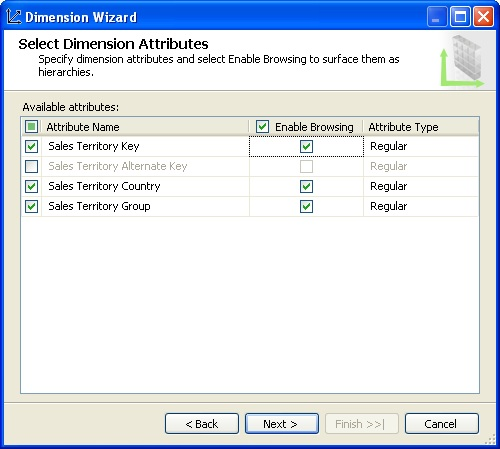 Dimension Wizard
Select Dimension Attributes
Specify dimension attributes and select Enable Browsing to surface them as
hierarchies.
Available attributes:
Attribute Name Enable Browsing Attribute Type
Sales Territory Key Regular
Sales Territory Alternate Key Regular
Sales Territory Country Regular
Sales Territory Group Regular
< Back Next > Finish >>| Cancel